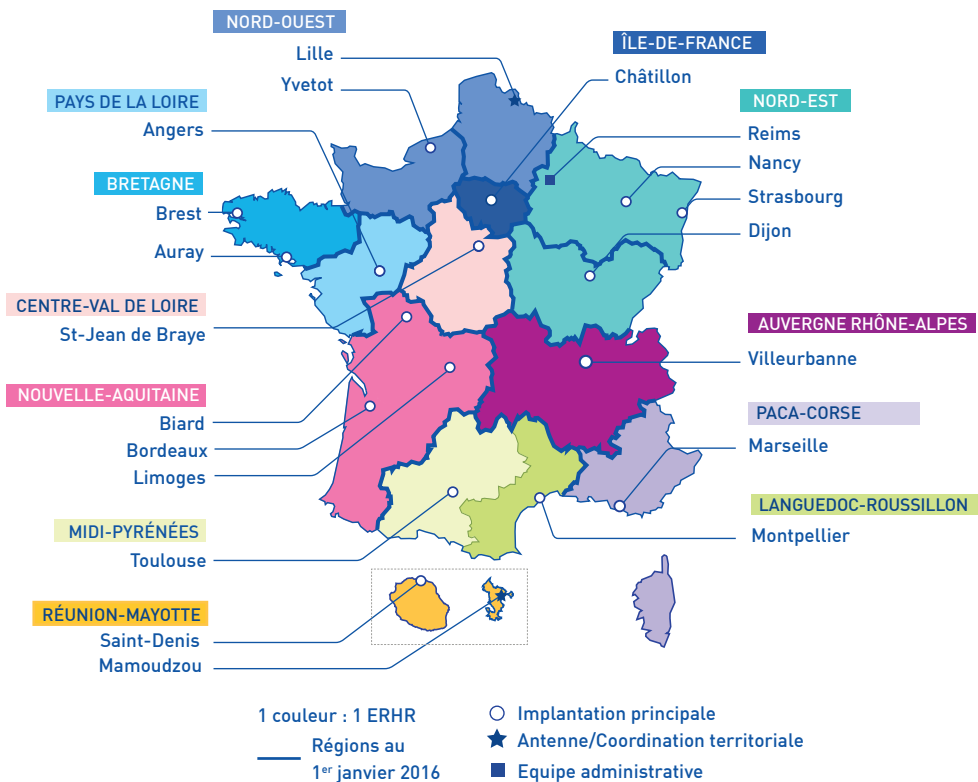 NORD-OUEST
Lille
Yvetot
PAYS DE LA LOIRE
Angers
BRETAGNE
Brest
Auray
CENTRE-VAL DE LOIRE
St-Jean de Braye
NOUVELLE-AQUITAINE
Biard
Bordeaux
Limoges
MIDI-PYRÉNÉES
Toulouse
RÉUNION-MAYOTTE
Saint-Denis
Mamoudzou
ÎLE-DE-FRANCE
Châtillon
NORD-EST
Reims
Nancy
Strasbourg
Dijon
AUVERGNE RHÔNE-ALPES
Villeurbanne
PACA-CORSE
Marseille
LANGUEDOC-ROUSSILLON
Montpellier
1 couleur : 1 ERHR
Régions au
1er janvier 2016
Implantation principale
Antenne/Coordination territoriale
Equipe administrative